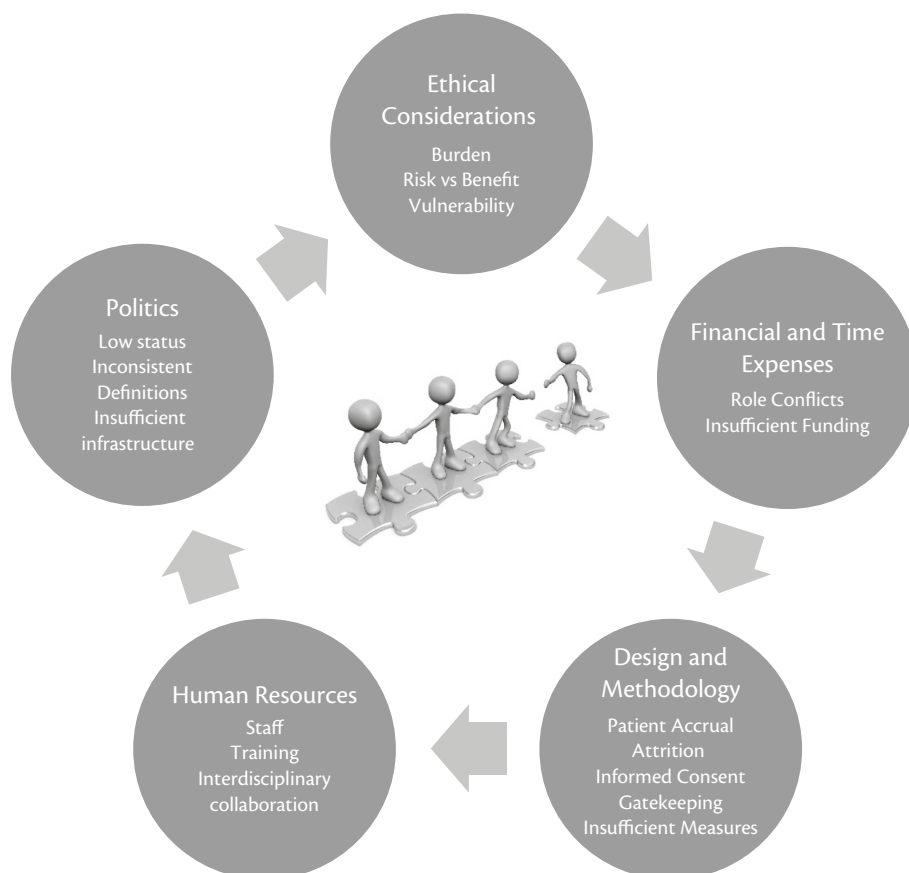 Ethical
Considerations
Burden
Risk vs Benefit
Vulnerability
Financial and Time
Expenses
Role Conflicts
Insufficient Funding
Design and
Methodology
Patient Accrual
Attrition
Informed Consent
Gatekeeping
Insufficient Measures
Human Resources
Staff
Training
Interdisciplinary
collaboration
Politics
Low status
Inconsistent
Definitions
Insufficient
infrastructure